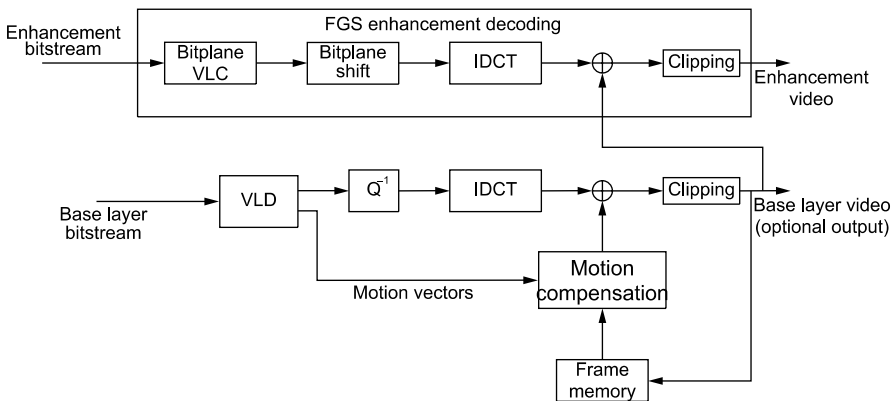 FGS enhancement decoding
Enhancement
bitstream
Bitplane
VLC
Bitplane
shift
IDCT
Clipping
Enhancement
video
Base layer
bitstream
VLD
Q⁻¹
IDCT
Clipping
Base layer video
(optional output)
Motion vectors
Motion
compensation
Frame
memory